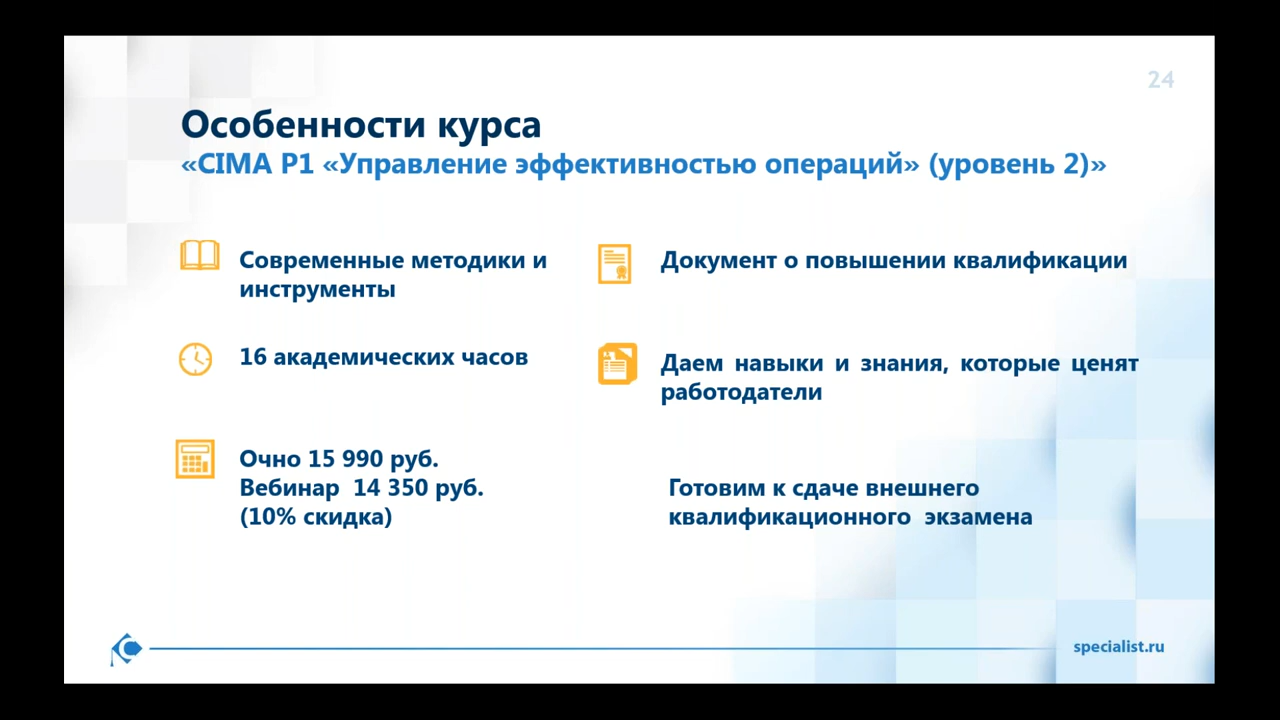 24
Особенности курса
«CIMA P1 «Управление эффективностью операций» (уровень 2)»
Современные методики и
инструменты
16 академических часов
Очно 15 990 руб.
Вебинар 14 350 руб.
(10% скидка)
Документ о повышении квалификации
Даем навыки и знания, которые ценят
работодатели
Готовим к сдаче внешнего
квалификационного экзамена
specialist.ru